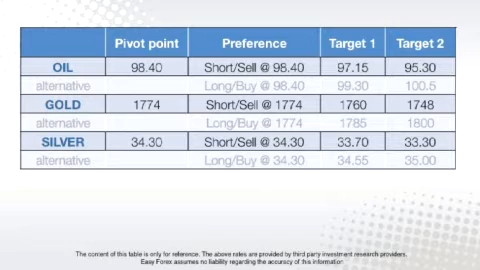 Pivot point Preference Target 1 Target 2
OIL 98.40 Short/Sell @ 98.40 97.15 95.30
alternative Long/Buy @ 98.40 99.30 100.5
GOLD 1774 Short/Sell @ 1774 1760 1748
alternative Long/Buy @ 1774 1785 1800
SILVER 34.30 Short/Sell @ 34.30 33.70 33.30
alternative Long/Buy @ 34.30 34.55 35.00
The content of this table is only for reference. The above rates are provided by third party investment research providers.
Easy Forex assumes no liability regarding the accuracy of this information